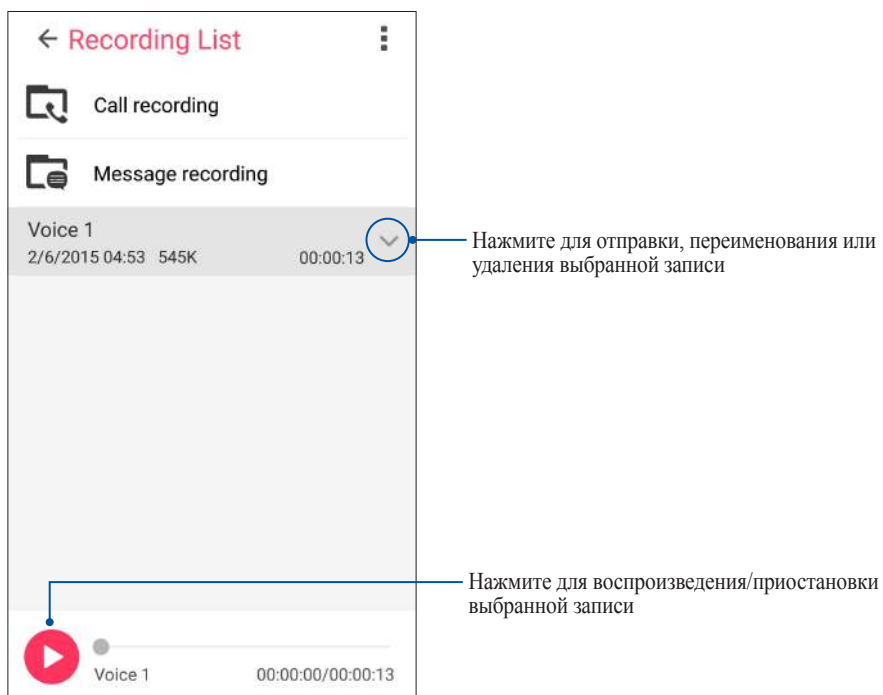 Recording List
Call recording
Message recording
Voice 1
2/6/2015 04:53 545K 00:00:13
Нажмите для отправки, переименования или
удаления выбранной записи
Нажмите для воспроизведения/приостановки
выбранной записи
Voice 1 00:00:00/00:00:13